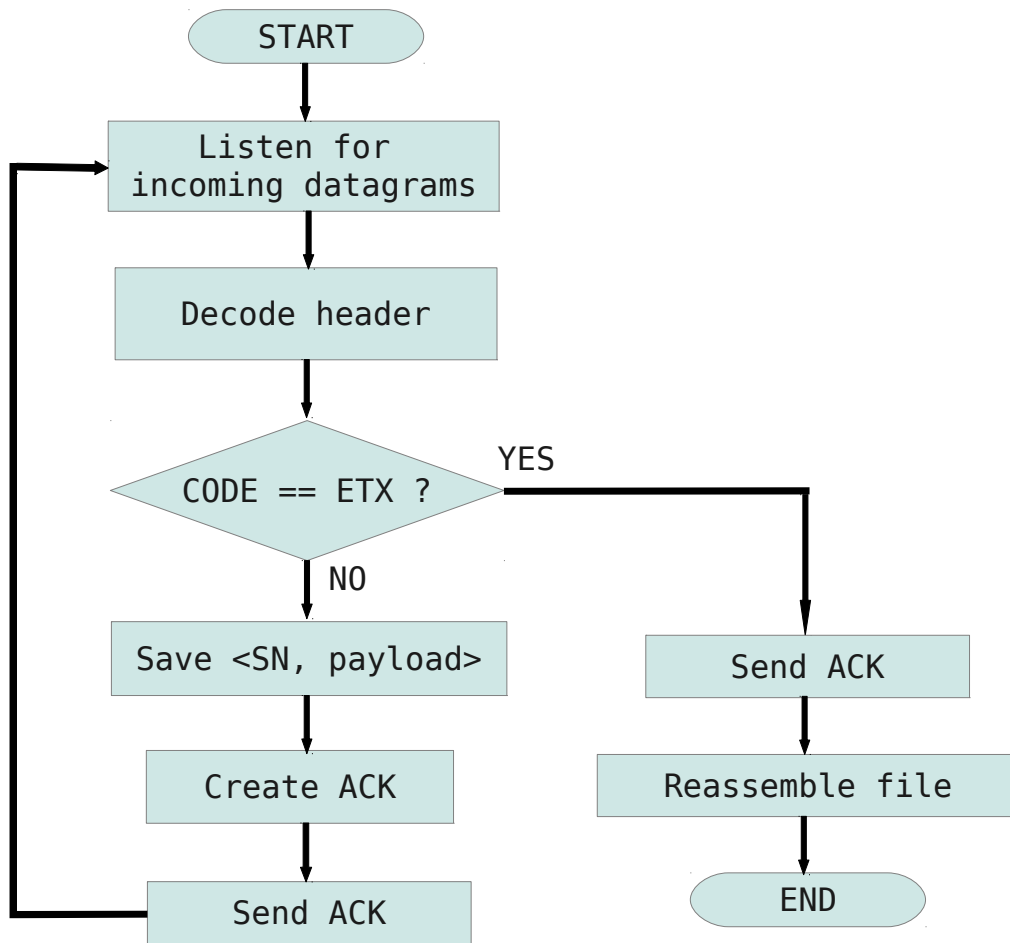 START
Listen for
incoming datagrams
Decode header
CODE == ETX ?
YES
NO
Save <SN, payload>
Create ACK
Send ACK
Send ACK
Reassemble file
END